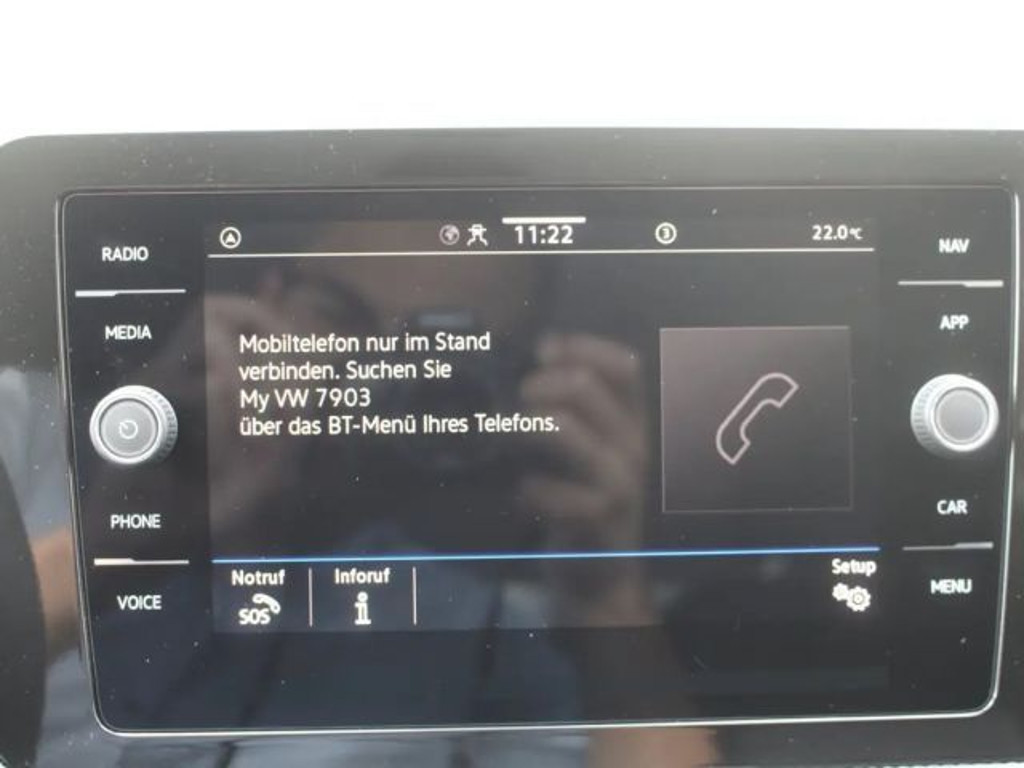 RADIO
MEDIA
PHONE
VOICE
11:22
3
22.0°C
Mobiltelefon nur im Stand
verbinden. Suchen Sie
My VW 7903
über das BT-Menü Ihres Telefons.
Notruf
SOS
Inforuf
i
Setup
NAV
APP
CAR
MENU